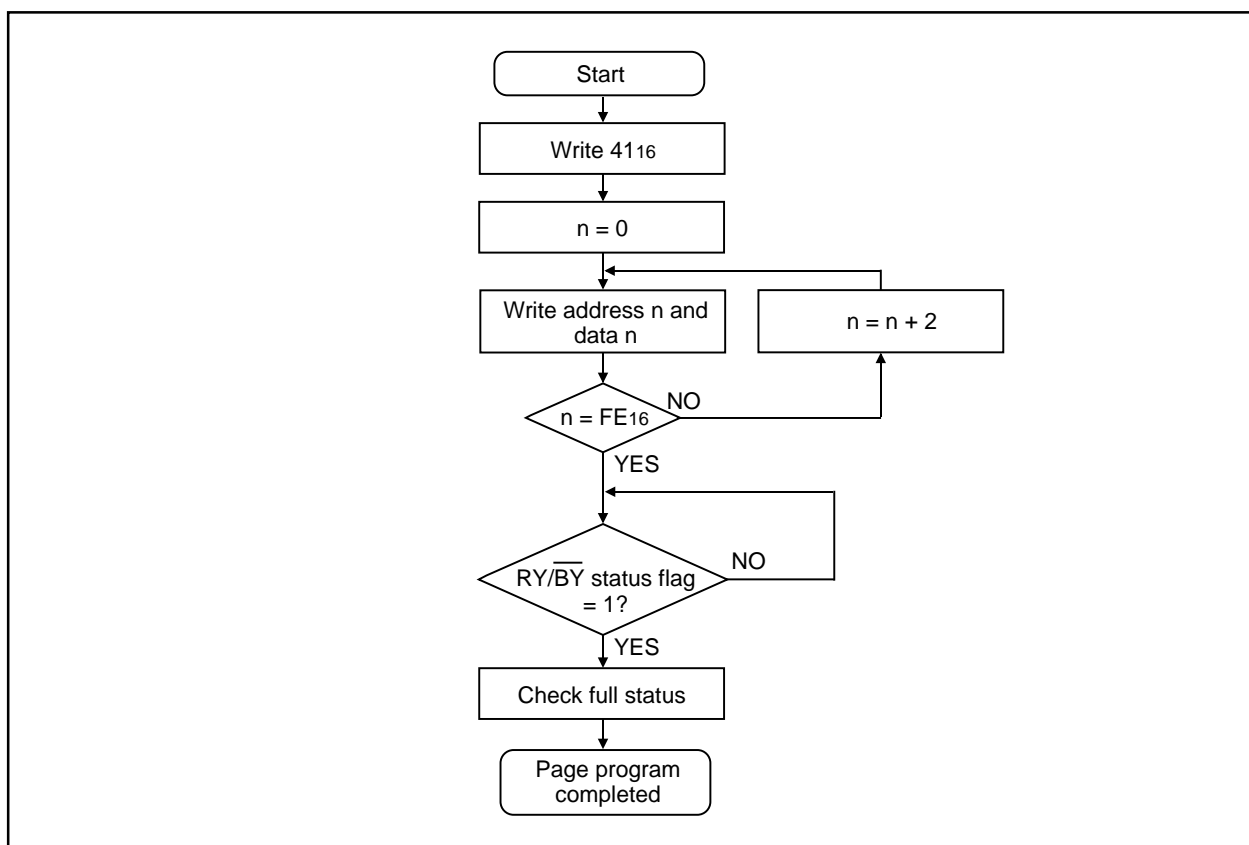 Start
Write 4116
n = 0
Write address n and
data n
n = n + 2
n = FE16
NO
YES
RY/B̅Y̅ status flag
= 1?
NO
YES
Check full status
Page program
completed